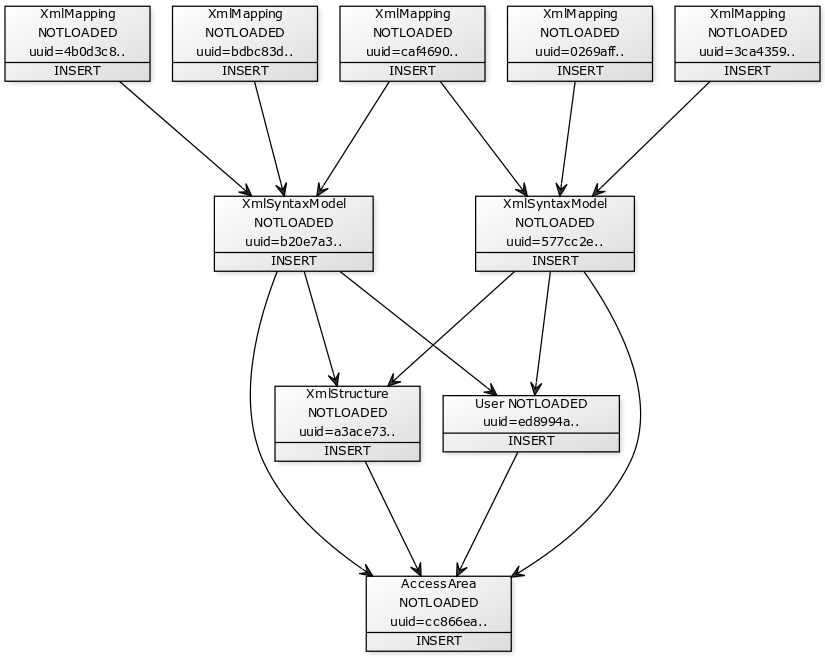 XmlMapping
NOTLOADED
uuid=4b0d3c8..
INSERT
XmlMapping
NOTLOADED
uuid=bdbc83d..
INSERT
XmlMapping
NOTLOADED
uuid=caf4690..
INSERT
XmlMapping
NOTLOADED
uuid=0269aff..
INSERT
XmlMapping
NOTLOADED
uuid=3ca4359..
INSERT
XmlSyntaxModel
NOTLOADED
uuid=b20e7a3..
INSERT
XmlSyntaxModel
NOTLOADED
uuid=577cc2e..
INSERT
XmlStructure
NOTLOADED
uuid=a3ace73..
INSERT
User NOTLOADED
uuid=ed8994a..
INSERT
AccessArea
NOTLOADED
uuid=cc866ea..
INSERT